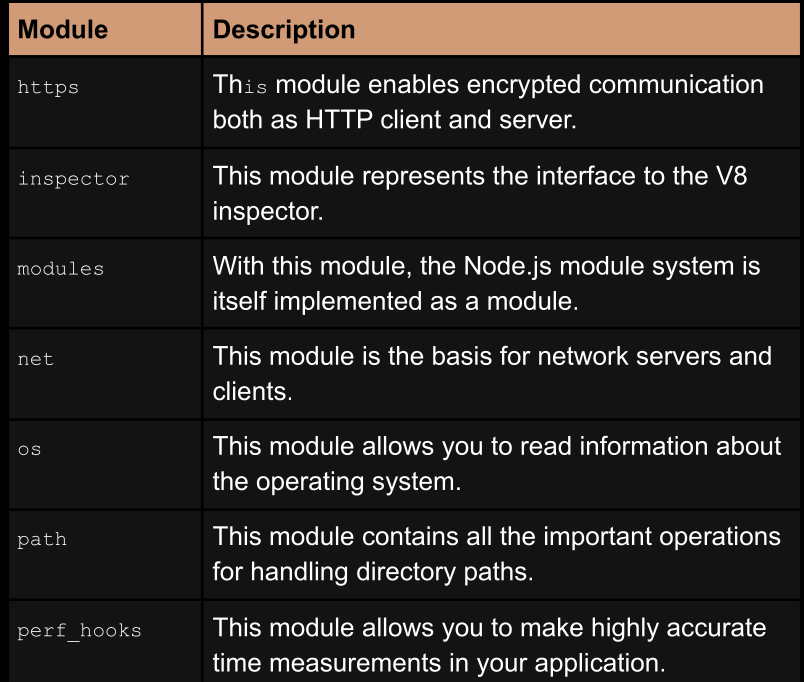 Module Description
https This module enables encrypted communication
both as HTTP client and server.
inspector This module represents the interface to the V8
inspector.
modules With this module, the Node.js module system is
itself implemented as a module.
net This module is the basis for network servers and
clients.
os This module allows you to read information about
the operating system.
path This module contains all the important operations
for handling directory paths.
perf_hooks This module allows you to make highly accurate
time measurements in your application.